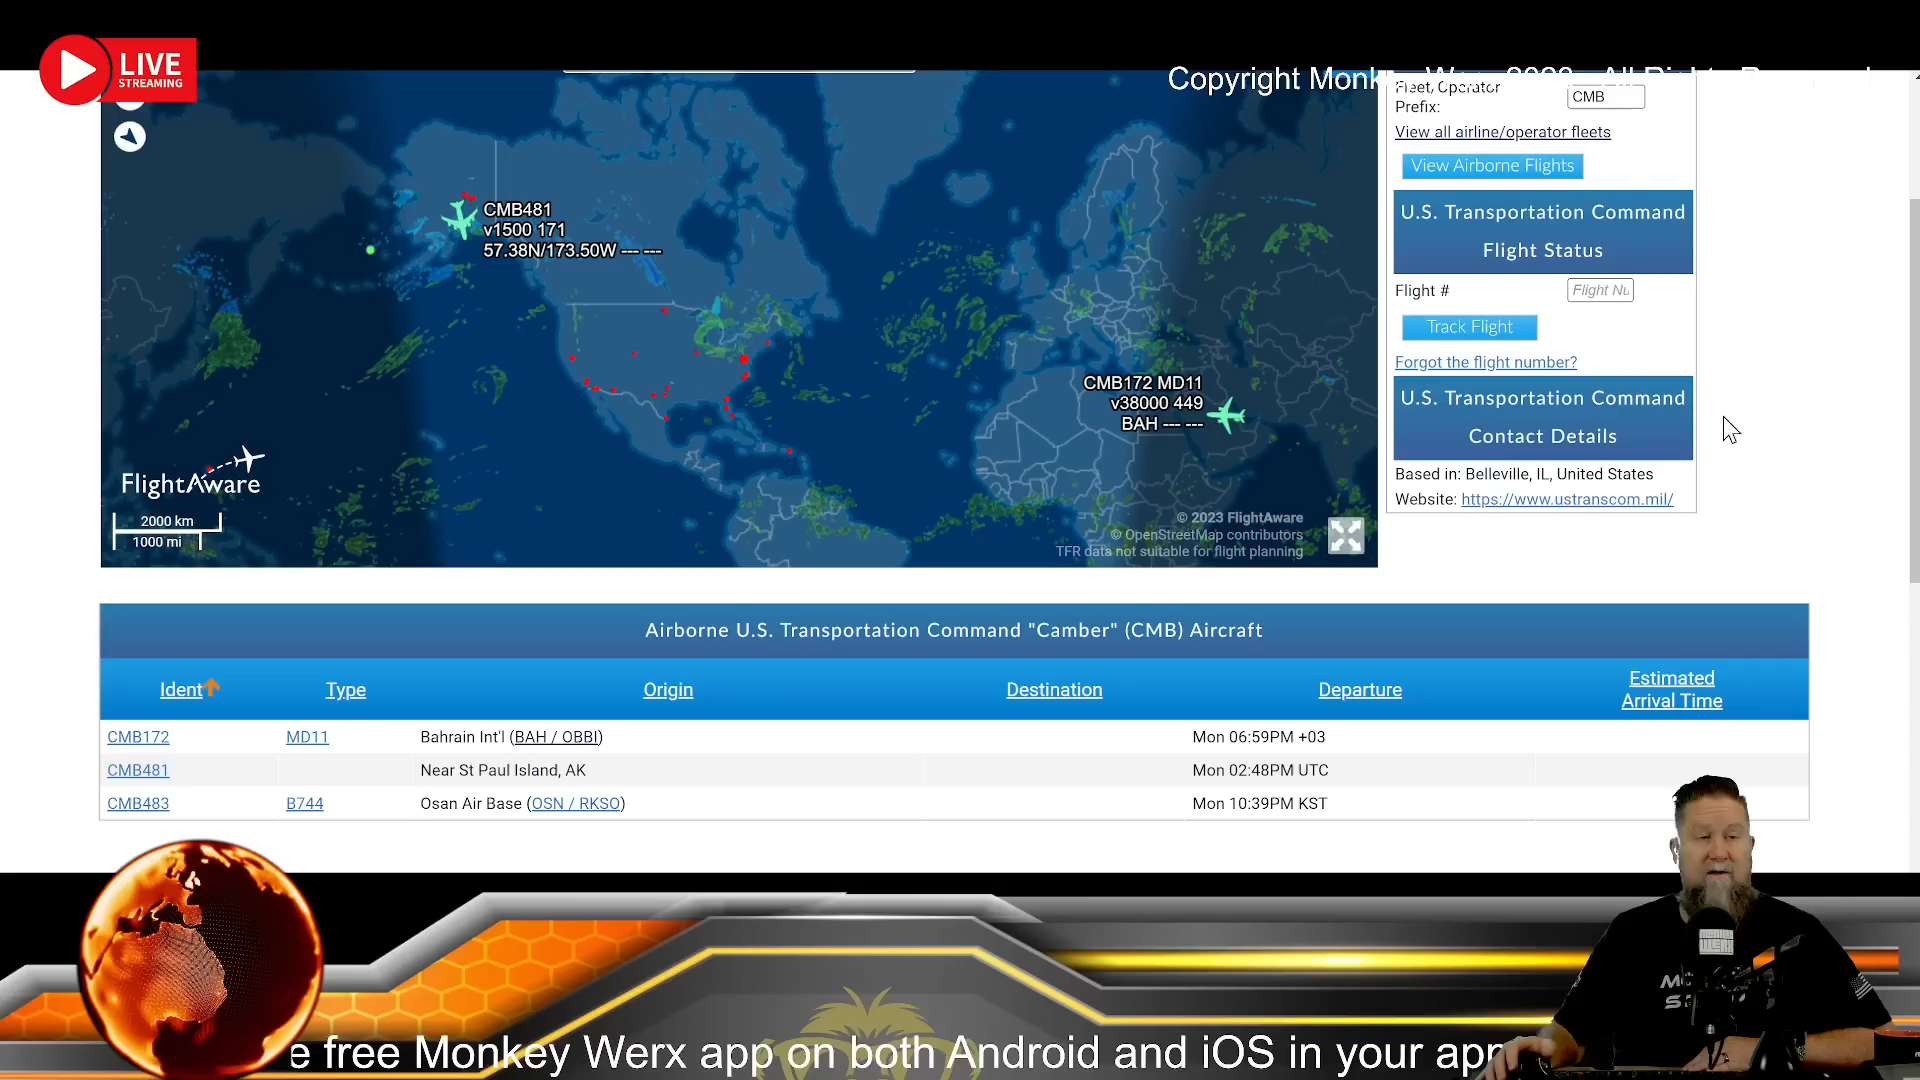 LIVE
STREAMING
Copyright Monk
Fleet/Operator
Prefix:
CMB
View all airline/operator fleets
View Airborne Flights
U.S. Transportation Command
Flight Status
Flight #
Flight Nu
Track Flight
Forgot the flight number?
U.S. Transportation Command
Contact Details
Based in: Belleville, IL, United States
Website: https://www.ustranscom.mil/
CMB481
v1500 171
57.38N/173.50W --- ---
CMB172 MD11
v38000 449
BAH --- ---
FlightAware
2000 km
1000 mi
© 2023 FlightAware
© OpenStreetMap contributors
TFR data not suitable for flight planning
Airborne U.S. Transportation Command "Camber" (CMB) Aircraft
Ident Type Origin Destination Departure Estimated Arrival Time
CMB172 MD11 Bahrain Int'l (BAH / OBBI) Mon 06:59PM +03
CMB481 Near St Paul Island, AK Mon 02:48PM UTC
CMB483 B744 Osan Air Base (OSN / RKSO) Mon 10:39PM KST
e free Monkey Werx app on both Android and iOS in your app